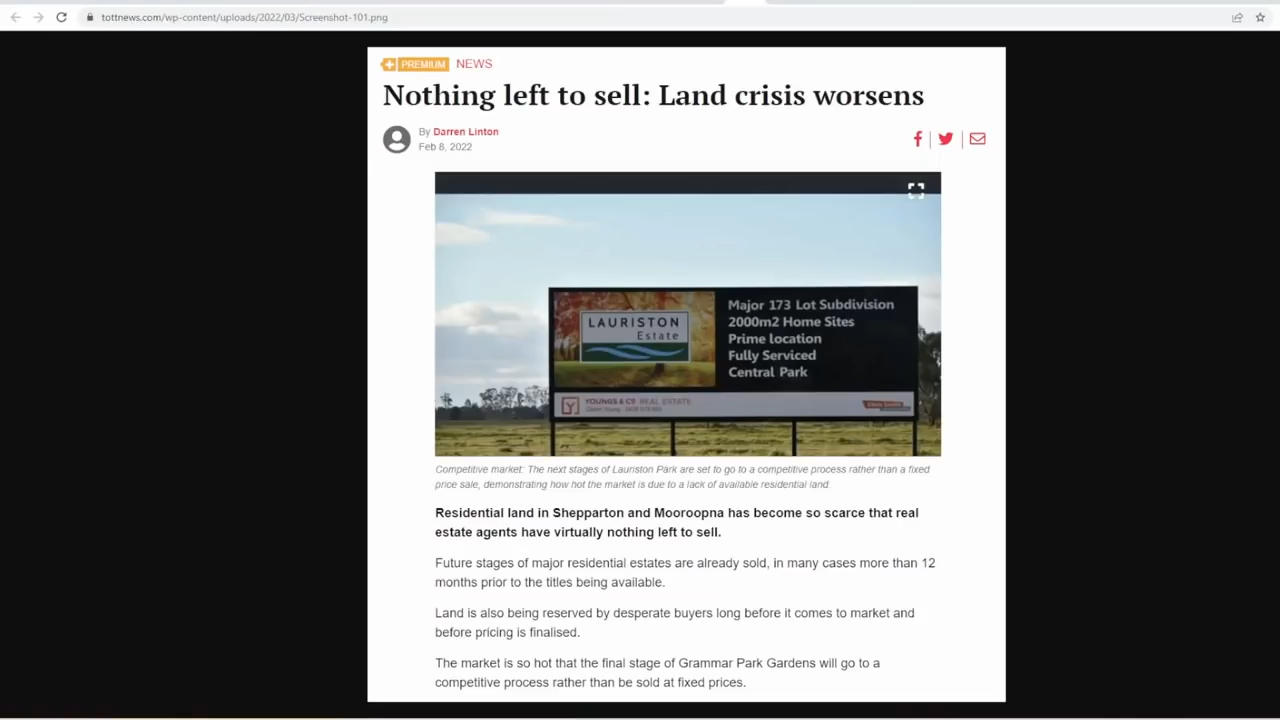 tottnews.com/wp-content/uploads/2022/03/Screenshot-101.png
PREMIUM NEWS
Nothing left to sell: Land crisis worsens
By Darren Linton
Feb 8, 2022
LAURISTON
Estate
Major 173 Lot Subdivision
2000m2 Home Sites
Prime location
Fully Serviced
Central Park
YOUNGS & CO REAL ESTATE
Competitive market: The next stages of Lauriston Park are set to go to a competitive process rather than a fixed
price sale, demonstrating how hot the market is due to a lack of available residential land.
Residential land in Shepparton and Mooroopna has become so scarce that real
estate agents have virtually nothing left to sell.
Future stages of major residential estates are already sold, in many cases more than 12
months prior to the titles being available.
Land is also being reserved by desperate buyers long before it comes to market and
before pricing is finalised.
The market is so hot that the final stage of Grammar Park Gardens will go to a
competitive process rather than be sold at fixed prices.